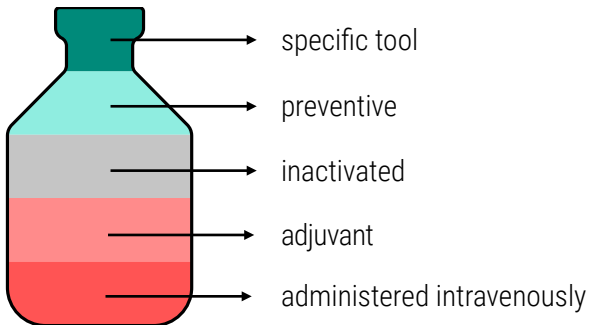 specific tool
preventive
inactivated
adjuvant
administered intravenously